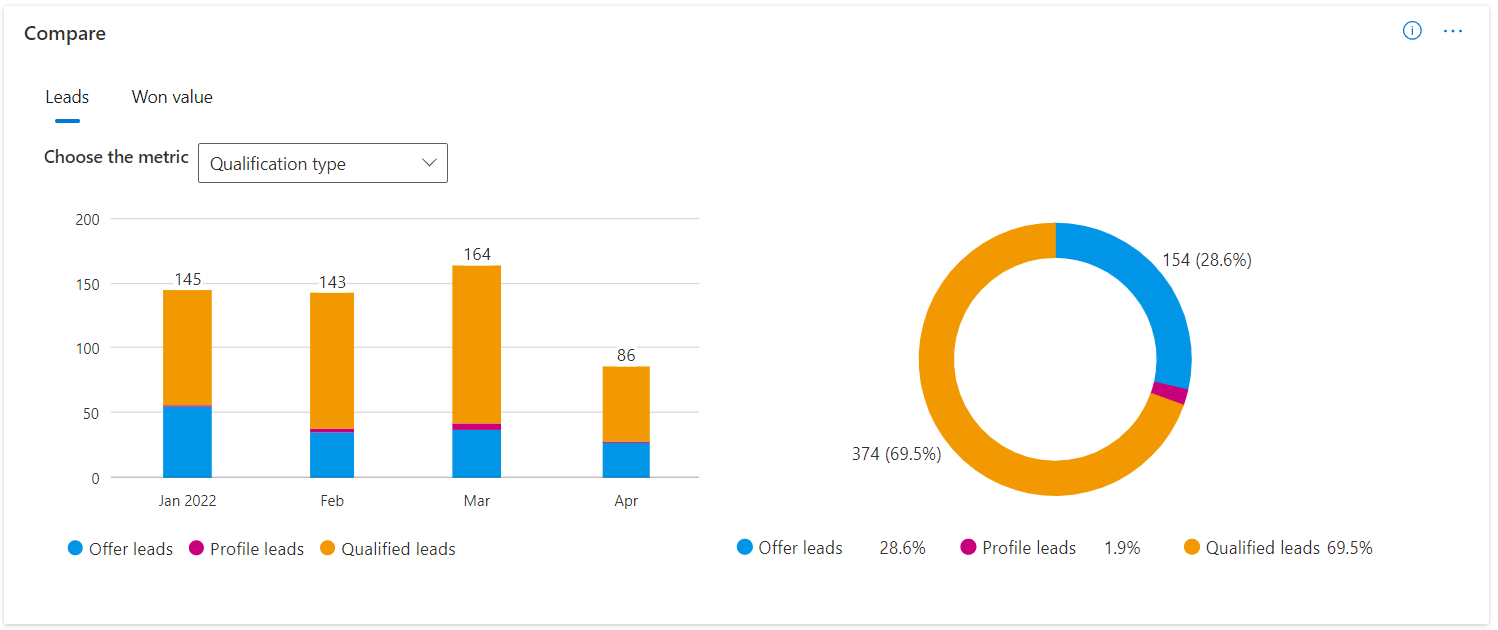 Compare
Leads Won value
Choose the metric Qualification type
200
150
100
50
0
145
143
164
86
Jan 2022 Feb Mar Apr
Offer leads Profile leads Qualified leads
154 (28.6%)
374 (69.5%)
Offer leads 28.6% Profile leads 1.9% Qualified leads 69.5%